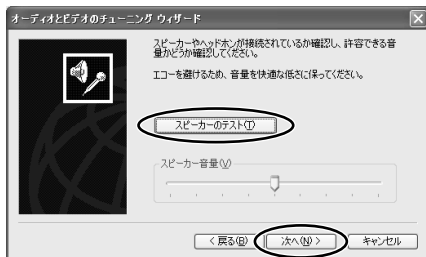 オーディオとビデオのチューニング ウィザード
スピーカーやヘッドホンが接続されているか確認し、許容できる音
量かどうか確認してください。
エコーを避けるため、音量を快適な低さに保ってください。
スピーカーのテスト(T)
スピーカー音量(V)
< 戻る(B)
次へ(N) >
キャンセル